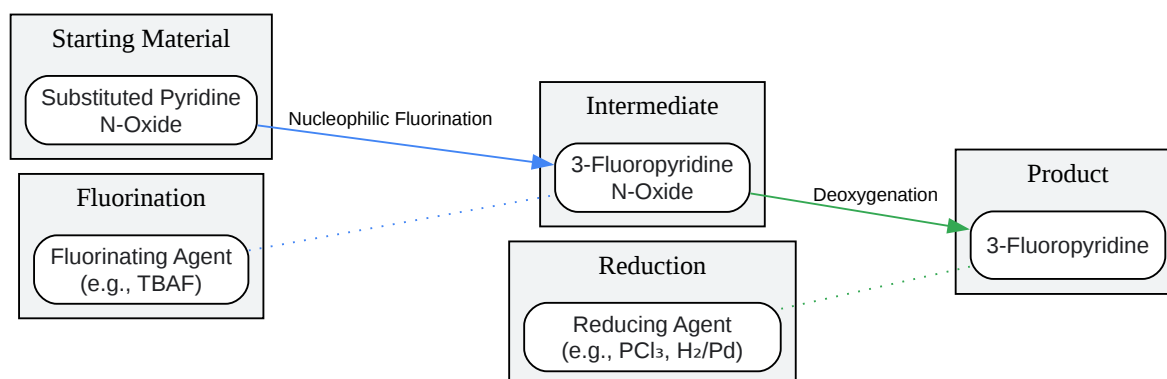 Starting Material
Substituted Pyridine
N-Oxide
Nucleophilic Fluorination
Fluorination
Fluorinating Agent
(e.g., TBAF)
Intermediate
3-Fluoropyridine
N-Oxide
Deoxygenation
Reduction
Reducing Agent
(e.g., PCl₃, H₂/Pd)
Product
3-Fluoropyridine